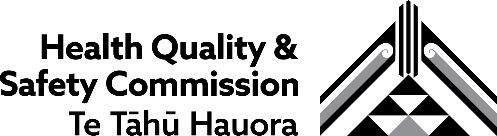 Health Quality &
Safety Commission
Te Tāhū Hauora